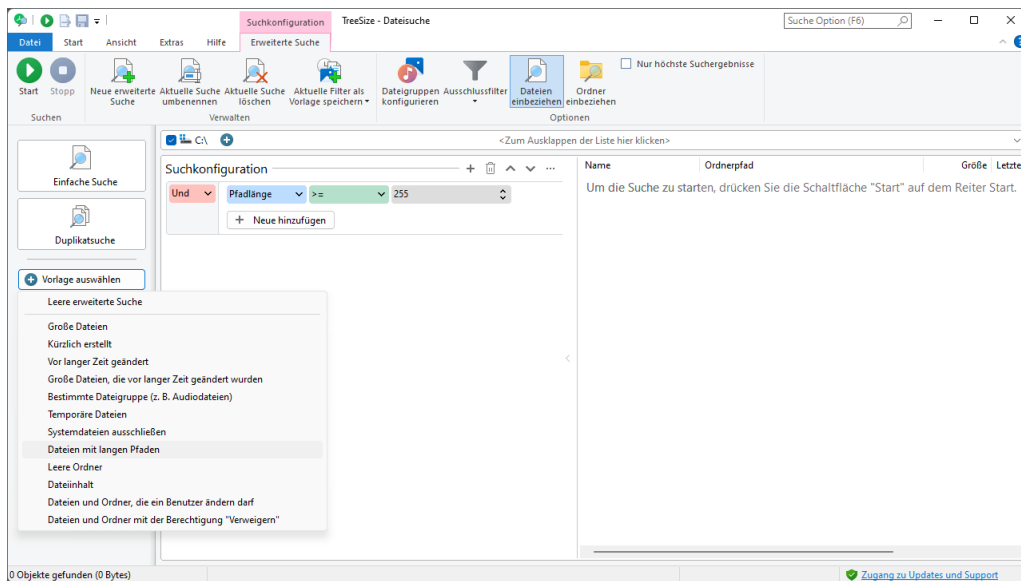 Suchkonfiguration
TreeSize - Dateisuche
Suche Option (F6)
Datei
Start
Ansicht
Extras
Hilfe
Erweiterte Suche
Start
Stopp
Neue erweiterte Suche
Aktuelle Suche umbenennen
Aktuelle Suche löschen
Aktuelle Filter als Vorlage speichern
Dateigruppen konfigurieren
Ausschlussfilter
Dateien einbeziehen
Ordner einbeziehen
Nur höchste Suchergebnisse
Suchen
Verwalten
Optionen
Einfache Suche
Duplikatsuche
Vorlage auswählen
C:\
<Zum Ausklappen der Liste hier klicken>
Suchkonfiguration
Und
Pfadlänge
>=
255
+ Neue hinzufügen
Name
Ordnerpfad
Größe
Letzte
Um die Suche zu starten, drücken Sie die Schaltfläche "Start" auf dem Reiter Start.
Leere erweiterte Suche
Große Dateien
Kürzlich erstellt
Vor langer Zeit geändert
Große Dateien, die vor langer Zeit geändert wurden
Bestimmte Dateigruppe (z. B. Audiodateien)
Temporäre Dateien
Systemdateien ausschließen
Dateien mit langen Pfaden
Leere Ordner
Dateiinhalt
Dateien und Ordner, die ein Benutzer ändern darf
Dateien und Ordner mit der Berechtigung "Verweigern"
0 Objekte gefunden (0 Bytes)
Zugang zu Updates und Support